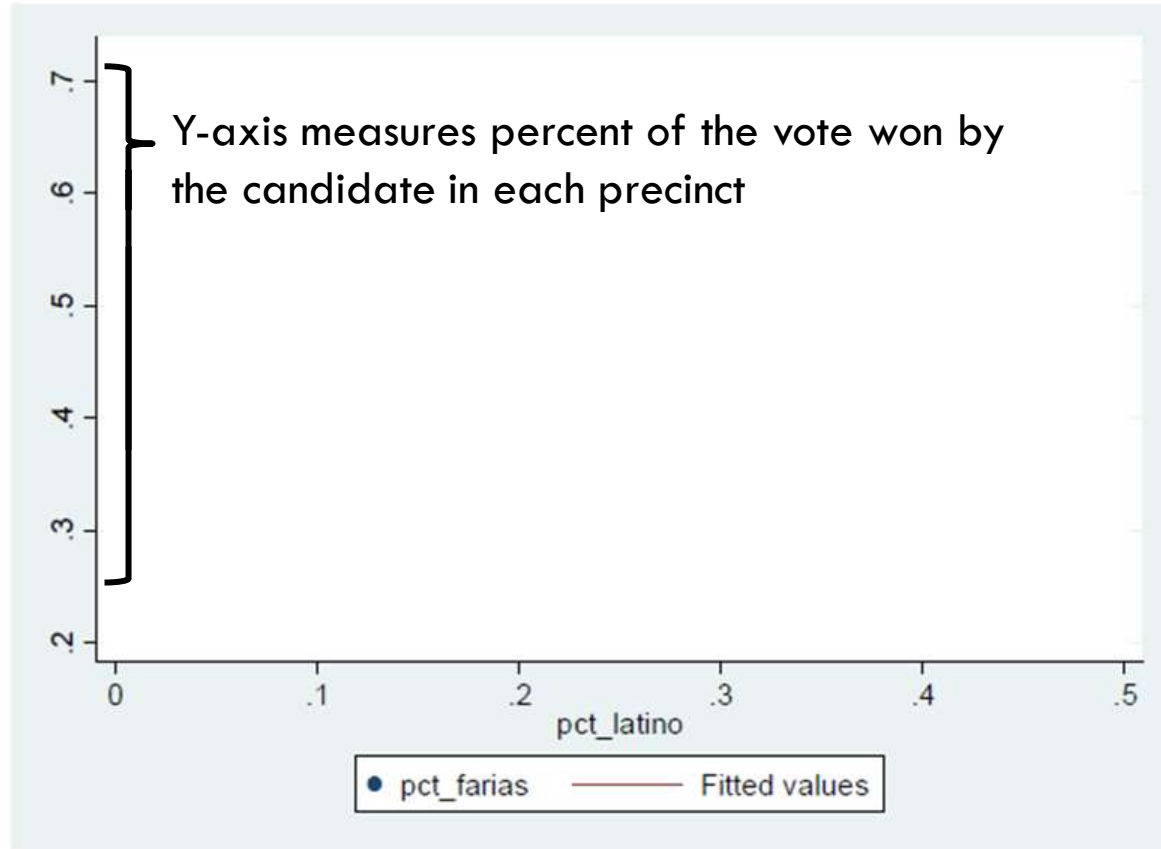 Y-axis measures percent of the vote won by
the candidate in each precinct
.7
.6
.5
.4
.3
.2
0 .1 .2 .3 .4 .5
pct_latino
pct_farias Fitted values